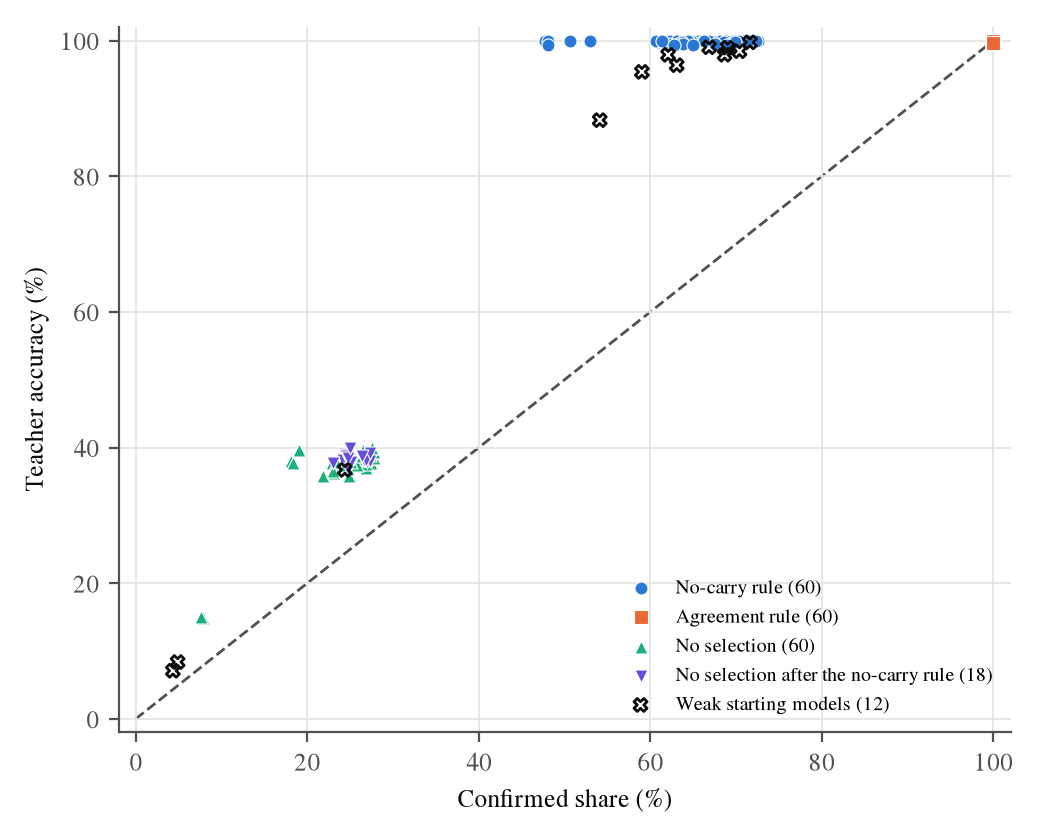 100
80
60
40
20
0
Teacher accuracy (%)
No-carry rule (60)
Agreement rule (60)
No selection (60)
No selection after the no-carry rule (18)
Weak starting models (12)
0 20 40 60 80 100
Confirmed share (%)